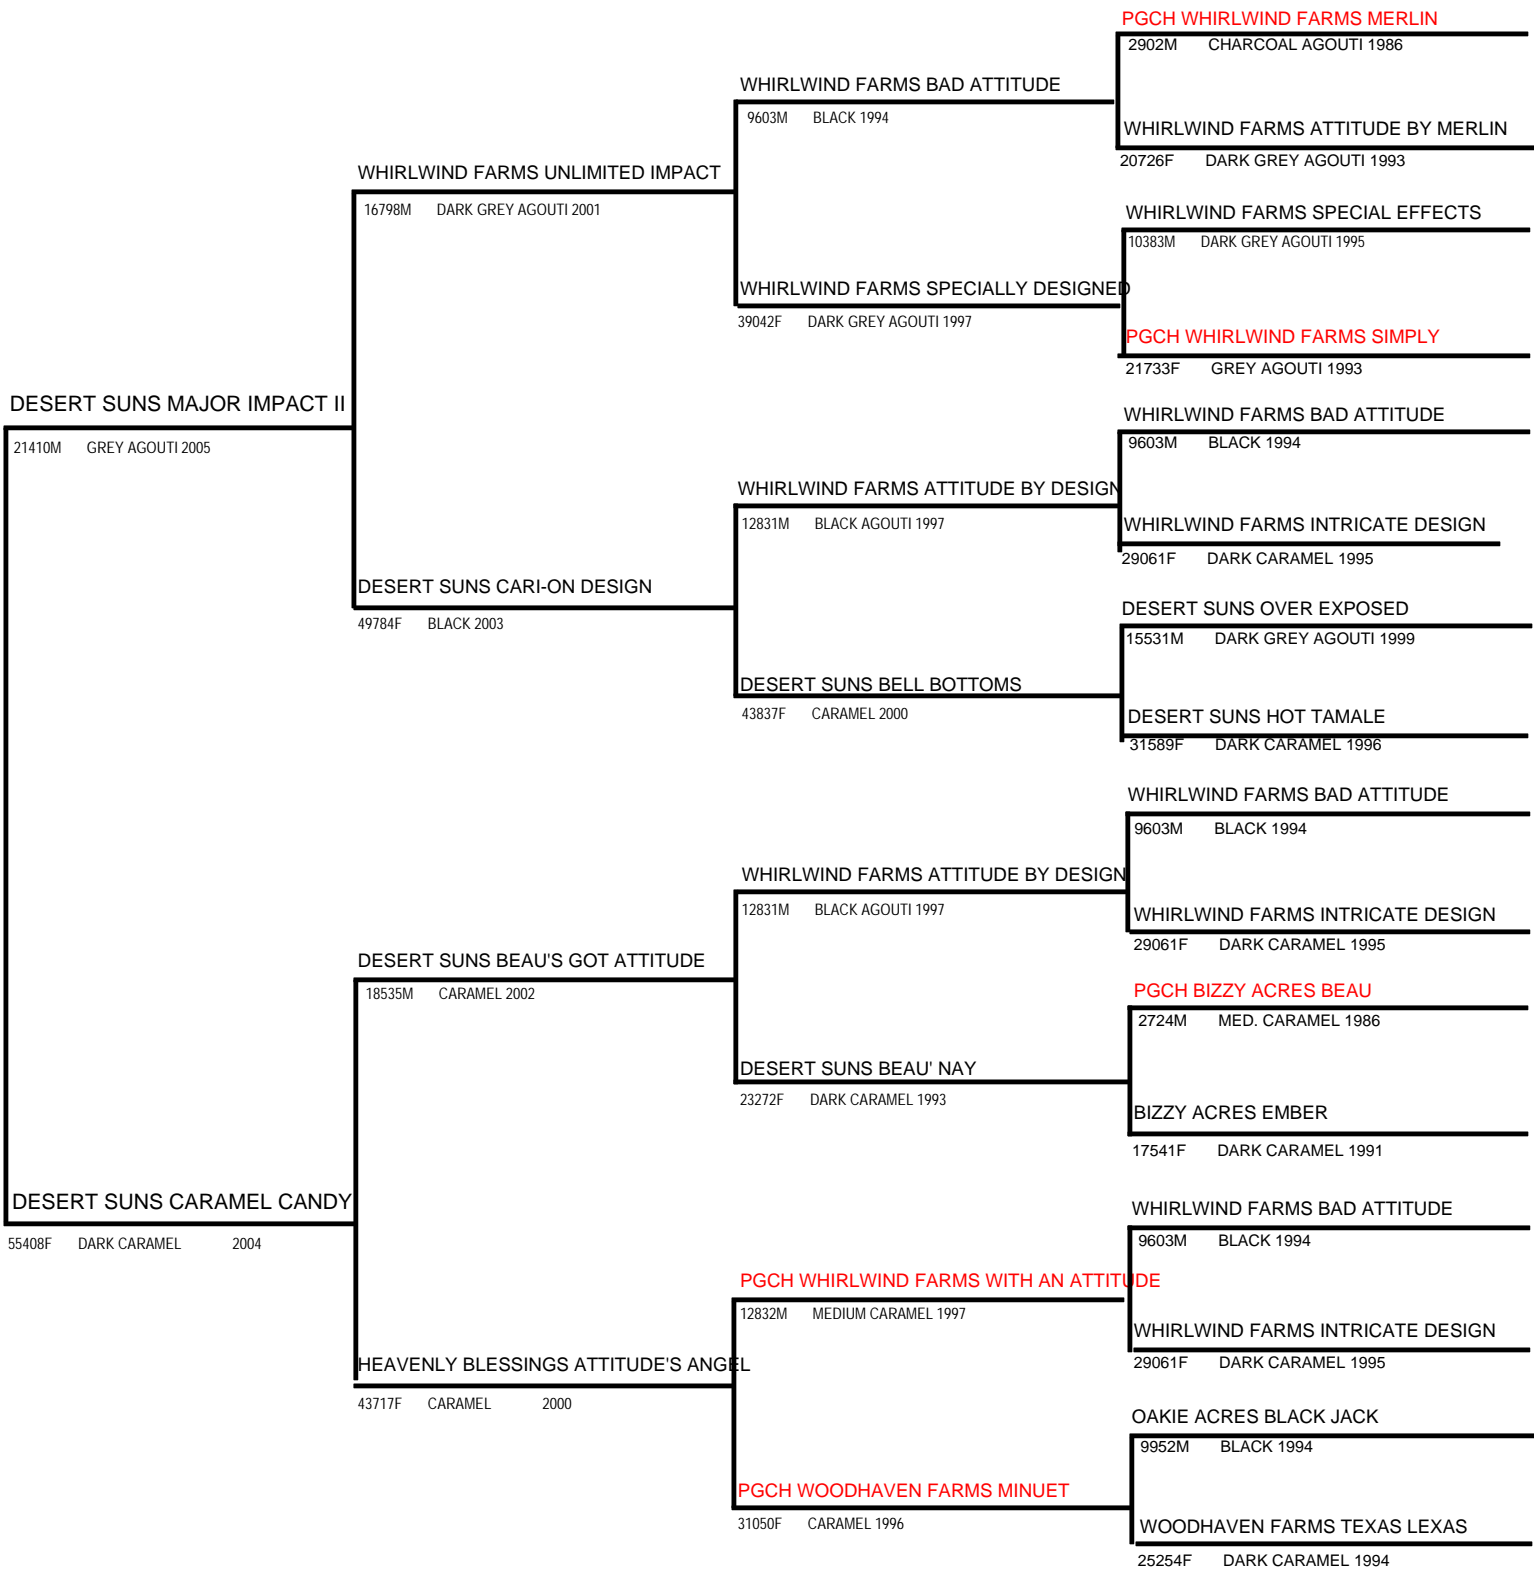 PGCH WHIRLWIND FARMS MERLIN
2902M CHARCOAL AGOUTI 1986
WHIRLWIND FARMS BAD ATTITUDE
9603M BLACK 1994
WHIRLWIND FARMS ATTITUDE BY MERLIN
20726F DARK GREY AGOUTI 1993
WHIRLWIND FARMS UNLIMITED IMPACT
16798M DARK GREY AGOUTI 2001
WHIRLWIND FARMS SPECIAL EFFECTS
10383M DARK GREY AGOUTI 1995
WHIRLWIND FARMS SPECIALLY DESIGNED
39042F DARK GREY AGOUTI 1997
PGCH WHIRLWIND FARMS SIMPLY
21733F GREY AGOUTI 1993
DESERT SUNS MAJOR IMPACT II
21410M GREY AGOUTI 2005
WHIRLWIND FARMS BAD ATTITUDE
9603M BLACK 1994
WHIRLWIND FARMS ATTITUDE BY DESIGN
12831M BLACK AGOUTI 1997
WHIRLWIND FARMS INTRICATE DESIGN
29061F DARK CARAMEL 1995
DESERT SUNS CARI-ON DESIGN
49784F BLACK 2003
DESERT SUNS OVER EXPOSED
15531M DARK GREY AGOUTI 1999
DESERT SUNS BELL BOTTOMS
43837F CARAMEL 2000
DESERT SUNS HOT TAMALE
31589F DARK CARAMEL 1996
WHIRLWIND FARMS BAD ATTITUDE
9603M BLACK 1994
WHIRLWIND FARMS ATTITUDE BY DESIGN
12831M BLACK AGOUTI 1997
WHIRLWIND FARMS INTRICATE DESIGN
29061F DARK CARAMEL 1995
DESERT SUNS BEAU'S GOT ATTITUDE
18535M CARAMEL 2002
PGCH BIZZY ACRES BEAU
2724M MED. CARAMEL 1986
DESERT SUNS BEAU' NAY
23272F DARK CARAMEL 1993
BIZZY ACRES EMBER
17541F DARK CARAMEL 1991
DESERT SUNS CARAMEL CANDY
55408F DARK CARAMEL 2004
WHIRLWIND FARMS BAD ATTITUDE
9603M BLACK 1994
PGCH WHIRLWIND FARMS WITH AN ATTITUDE
12832M MEDIUM CARAMEL 1997
WHIRLWIND FARMS INTRICATE DESIGN
29061F DARK CARAMEL 1995
HEAVENLY BLESSINGS ATTITUDE'S ANGEL
43717F CARAMEL 2000
OAKIE ACRES BLACK JACK
9952M BLACK 1994
PGCH WOODHAVEN FARMS MINUET
31050F CARAMEL 1996
WOODHAVEN FARMS TEXAS LEXAS
25254F DARK CARAMEL 1994